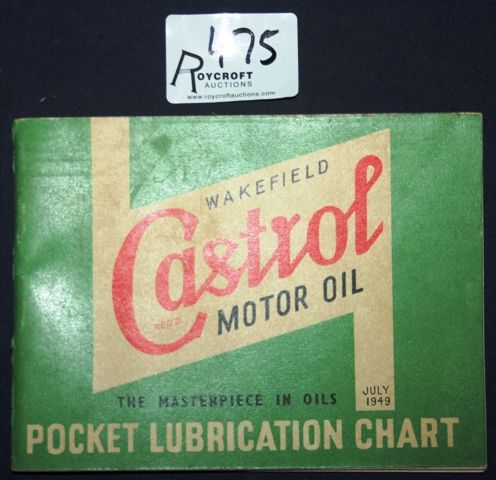 475
ROYCROFT
AUCTIONS
www.roycroftauctions.com
WAKEFIELD
Castrol
REGD.
MOTOR OIL
THE MASTERPIECE IN OILS
JULY
1949
POCKET LUBRICATION CHART